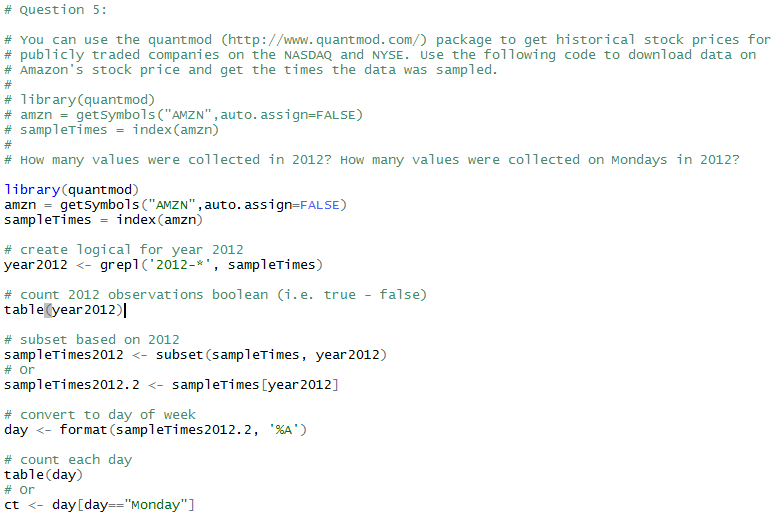 # Question 5:
# You can use the quantmod (http://www.quantmod.com/) package to get historical stock prices for
# publicly traded companies on the NASDAQ and NYSE. Use the following code to download data on
# Amazon's stock price and get the times the data was sampled.
#
# library(quantmod)
# amzn = getSymbols("AMZN",auto.assign=FALSE)
# sampleTimes = index(amzn)
#
# How many values were collected in 2012? How many values were collected on Mondays in 2012?
library(quantmod)
amzn = getSymbols("AMZN",auto.assign=FALSE)
sampleTimes = index(amzn)
# create logical for year 2012
year2012 <- grepl('2012-*', sampleTimes)
# count 2012 observations boolean (i.e. true - false)
table(year2012)
# subset based on 2012
sampleTimes2012 <- subset(sampleTimes, year2012)
# Or
sampleTimes2012.2 <- sampleTimes[year2012]
# convert to day of week
day <- format(sampleTimes2012.2, '%A')
# count each day
table(day)
# Or
ct <- day[day=="Monday"]